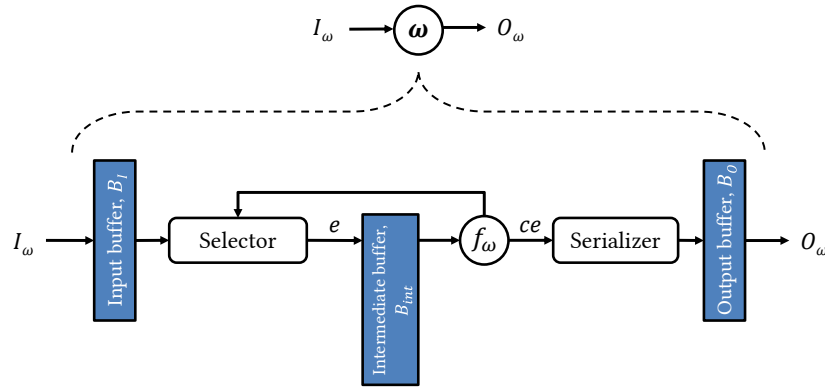 I_ω ω O_ω
I_ω
Input buffer, B_I
Selector
e
Intermediate buffer,
B_int
f_ω
ce
Serializer
Output buffer, B_O
O_ω